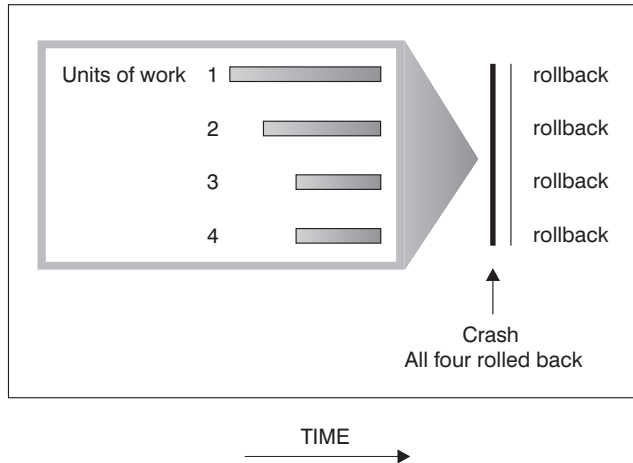 Units of work 1 rollback
2 rollback
3 rollback
4 rollback
Crash
All four rolled back
TIME